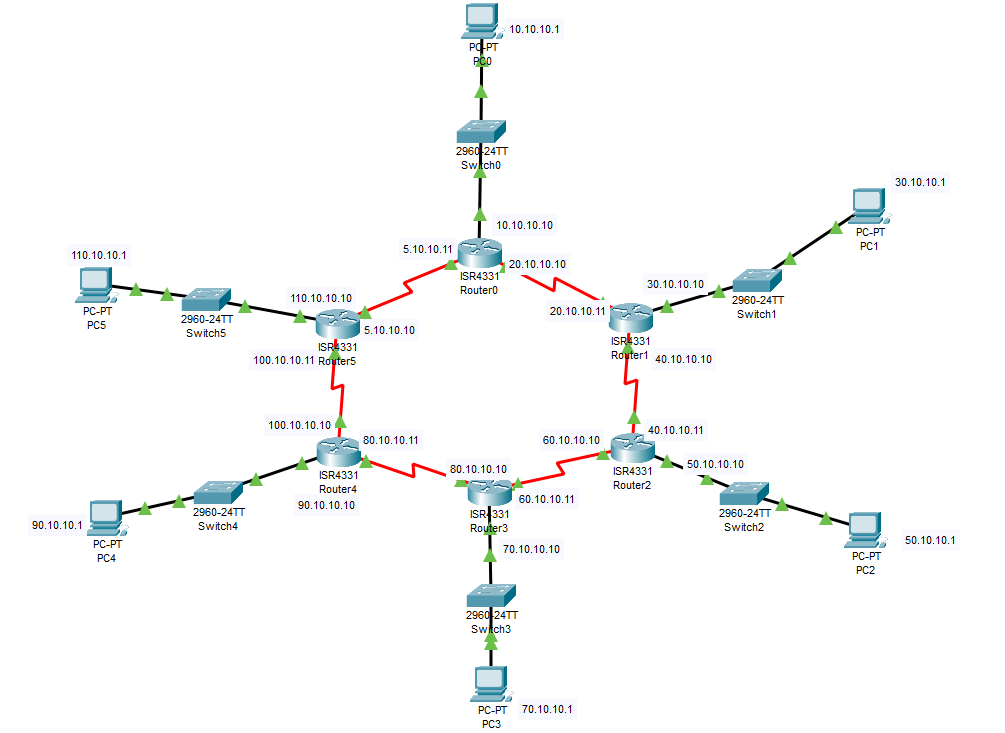 10.10.10.1
PC-PT
PC0
2960-24TT
Switch0
10.10.10.10
5.10.10.11
20.10.10.10
ISR4331
Router0
30.10.10.1
PC-PT
PC1
30.10.10.10
2960-24TT
Switch1
20.10.10.11
ISR4331
Router1
40.10.10.10
110.10.10.1
PC-PT
PC5
2960-24TT
Switch5
110.10.10.10
5.10.10.10
ISR4331
Router5
100.10.10.11
100.10.10.10
80.10.10.11
ISR4331
Router4
90.10.10.10
2960-24TT
Switch4
90.10.10.1
PC-PT
PC4
40.10.10.11
60.10.10.10
ISR4331
Router2
50.10.10.10
2960-24TT
Switch2
50.10.10.1
PC-PT
PC2
80.10.10.10
60.10.10.11
ISR4331
Router3
70.10.10.10
2960-24TT
Switch3
PC-PT
PC3
70.10.10.1